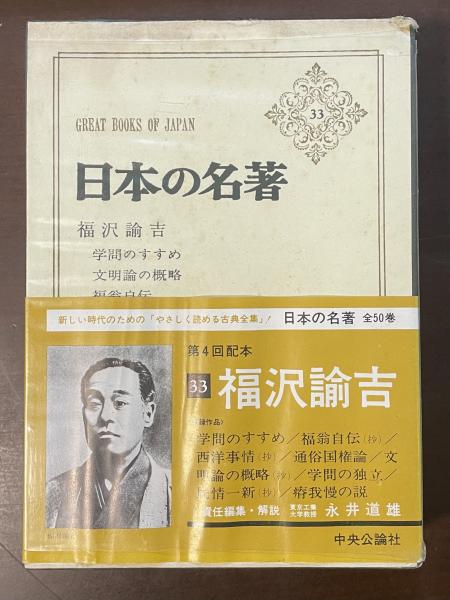 33
GREAT BOOKS OF JAPAN
日本の名著
福沢諭吉
学問のすすめ
文明論の概略
福翁自伝
新しい時代のための「やさしく読める古典全集」! 日本の名著 全50巻
第4回配本
33 福沢諭吉
学問のすすめ/福翁自伝(抄)/
西洋事情(抄)/通俗国権論/文
明論の概略(抄)/学問の独立/
民情一新(抄)/瘠我慢の説
責任編集・解説 東京工業大学教授 永井道雄
中央公論社